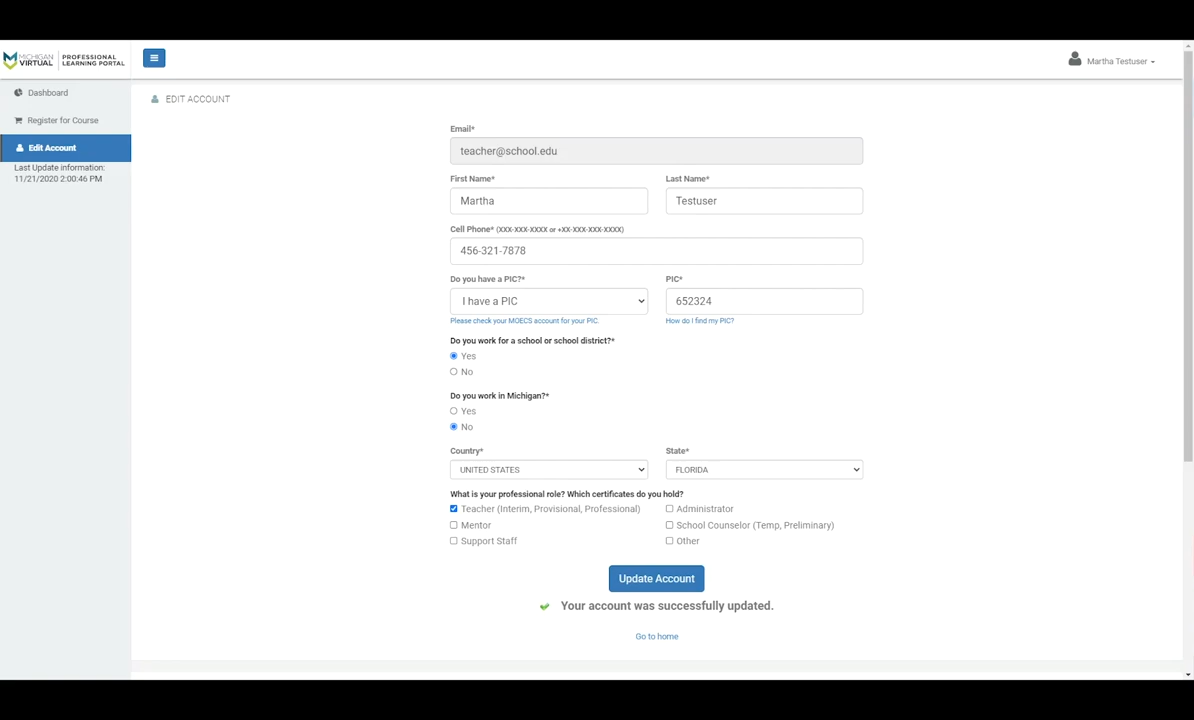 MICHIGAN VIRTUAL PROFESSIONAL LEARNING PORTAL
Martha Testuser
Dashboard
Register for Course
Edit Account
Last Update information:
11/21/2020 2:00:46 PM
EDIT ACCOUNT
Email*
teacher@school.edu
First Name* Last Name*
Martha Testuser
Cell Phone* (XXX-XXX-XXXX or +XX-XXX-XXX-XXXX)
456-321-7878
Do you have a PIC?* PIC*
I have a PIC 652324
Please check your MOECS account for your PIC. How do I find my PIC?
Do you work for a school or school district?*
Yes
No
Do you work in Michigan?*
Yes
No
Country* State*
UNITED STATES FLORIDA
What is your professional role? Which certificates do you hold?
Teacher (Interim, Provisional, Professional) Administrator
Mentor School Counselor (Temp, Preliminary)
Support Staff Other
Update Account
Your account was successfully updated.
Go to home